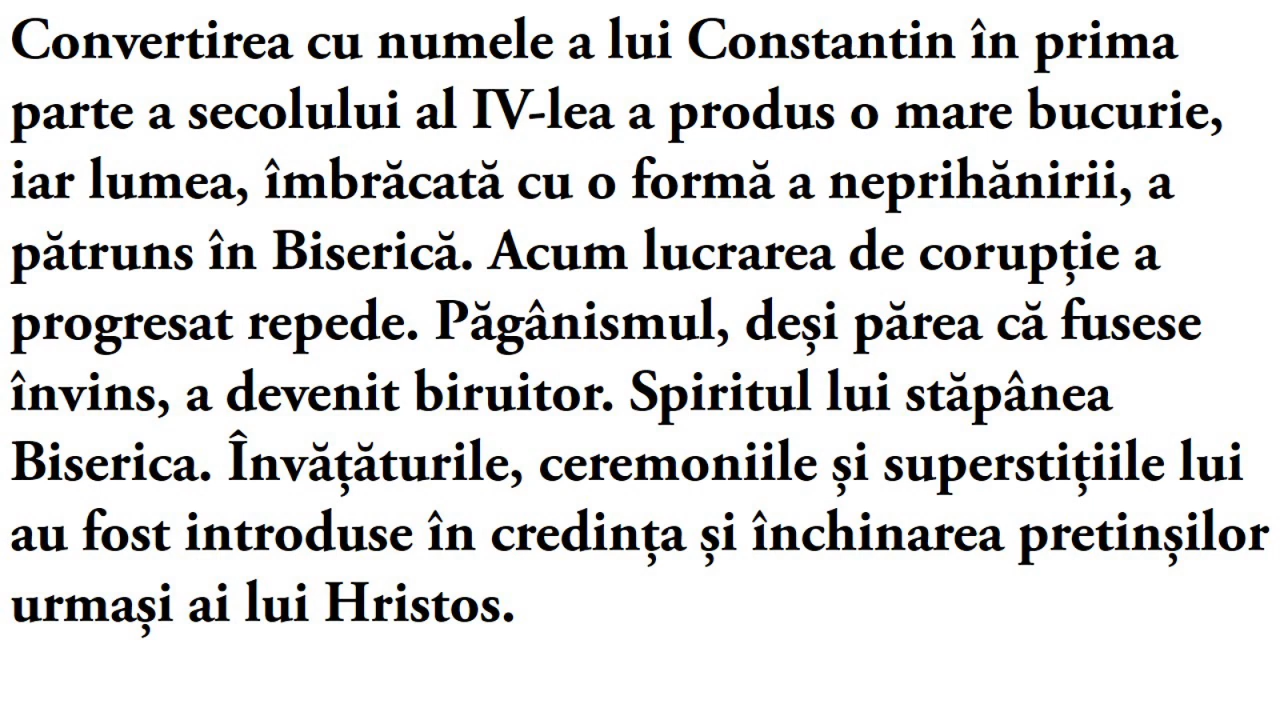 Convertirea cu numele a lui Constantin în prima
parte a secolului al IV-lea a produs o mare bucurie,
iar lumea, îmbrăcată cu o formă a neprihănirii, a
pătruns în Biserică. Acum lucrarea de corupție a
progresat repede. Păgânismul, deși părea că fusese
învins, a devenit biruitor. Spiritul lui stăpânea
Biserica. Învățăturile, ceremoniile și superstițiile lui
au fost introduse în credința și închinarea pretinșilor
urmași ai lui Hristos.